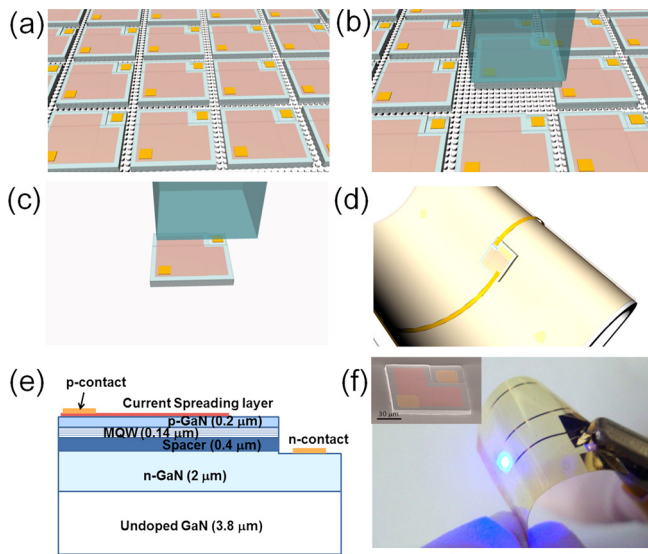 (a)
(b)
(c)
(d)
(e)
p-contact
Current Spreading layer
p-GaN (0.2 μm)
MQW (0.14 μm)
Spacer (0.4 μm)
n-contact
n-GaN (2 μm)
Undoped GaN (3.8 μm)
(f)
30 μm